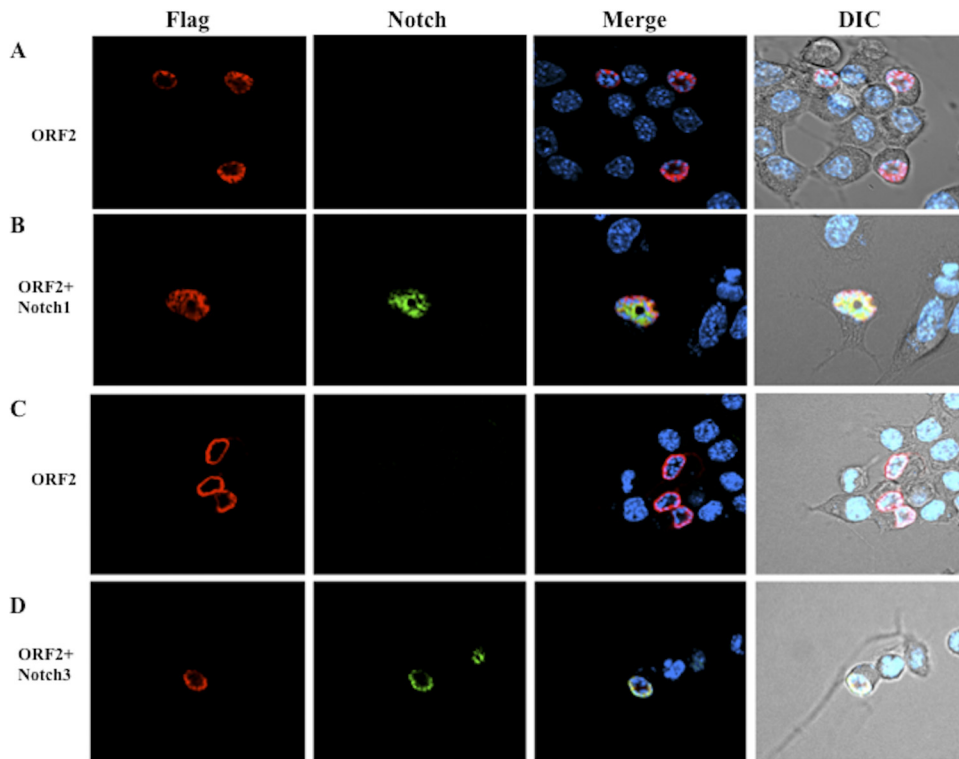 Flag Notch Merge DIC
A
ORF2
B
ORF2+
Notch1
C
ORF2
D
ORF2+
Notch3